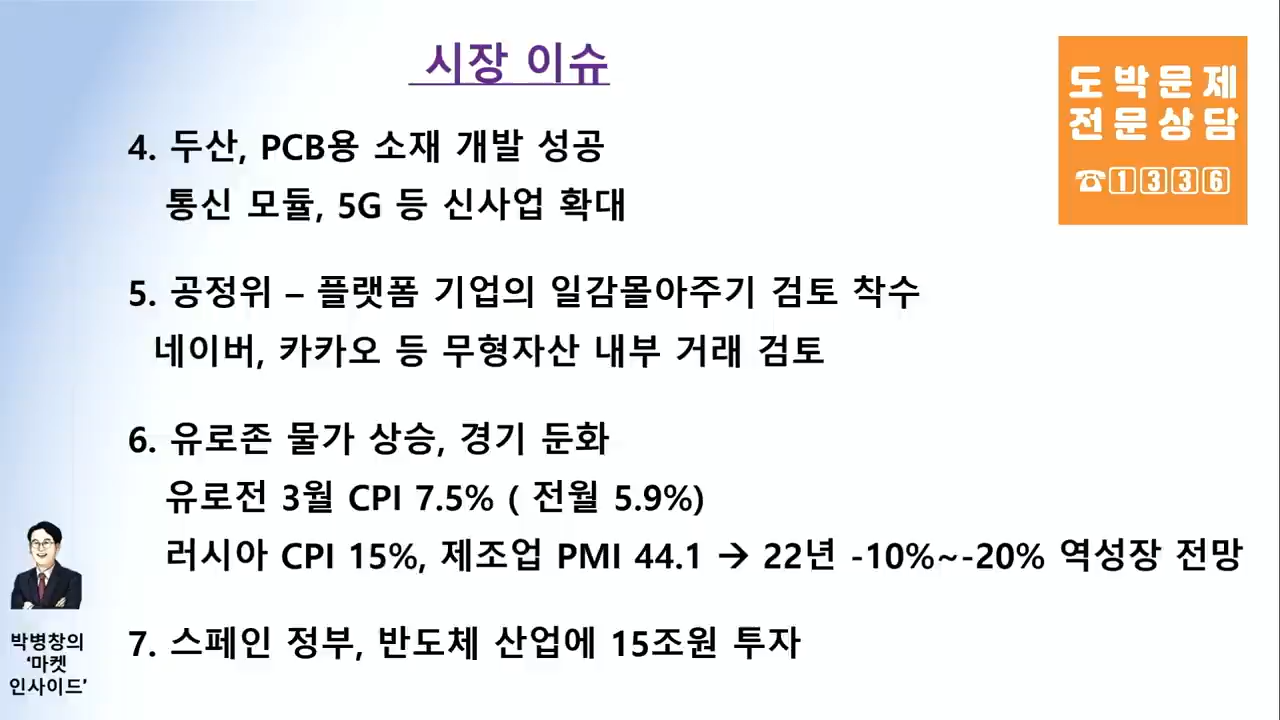 시장 이슈
도박문제
전문상담
☎1336
4. 두산, PCB용 소재 개발 성공
통신 모듈, 5G 등 신사업 확대
5. 공정위 – 플랫폼 기업의 일감몰아주기 검토 착수
네이버, 카카오 등 무형자산 내부 거래 검토
6. 유로존 물가 상승, 경기 둔화
유로전 3월 CPI 7.5% ( 전월 5.9%)
러시아 CPI 15%, 제조업 PMI 44.1 → 22년 -10%~-20% 역성장 전망
7. 스페인 정부, 반도체 산업에 15조원 투자
박병창의
‘마켓
인사이드’